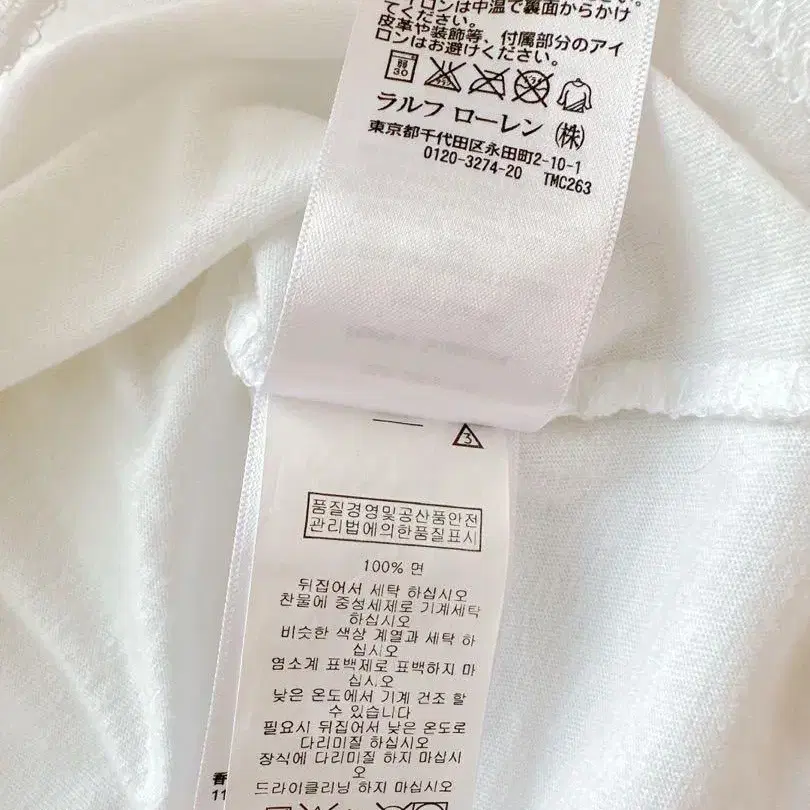 アイロンは中温で裏面からかけ
てください。
皮革や装飾等、付属部分のアイ
ロンはお避けください。
弱
30
ラルフ ローレン (株)
東京都千代田区永田町2-10-1
0120-3274-20 TMC263
3
품질경영및공산품안전
관리법에의한품질표시
100% 면
뒤집어서 세탁 하십시오
찬물에 중성세제로 기계세탁
하십시오
비슷한 색상 계열과 세탁 하
십시오
염소계 표백제로 표백하지 마
십시오
낮은 온도에서 기계 건조 할
수 있습니다
필요시 뒤집어서 낮은 온도로
다리미질 하십시오
장식에 다리미질 하지 마십시
오
드라이클리닝 하지 마십시오
香
11